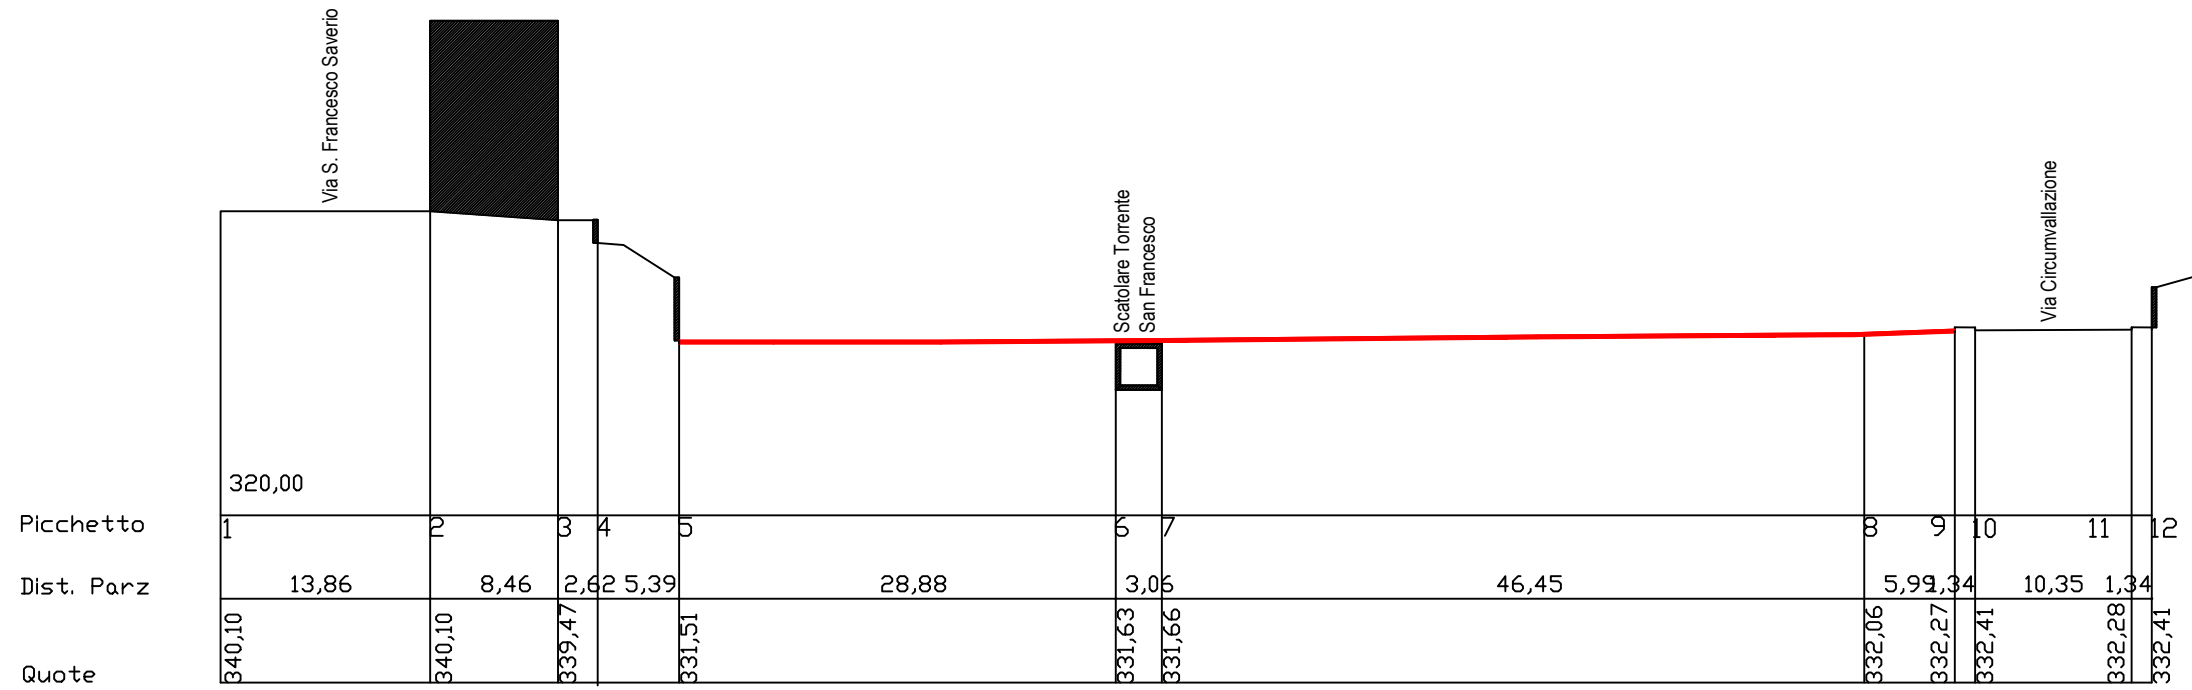 Via S. Francesco Saverio
Scatolare Torrente
San Francesco
Via Circumvallazione
320,00
Picchetto 1 2 3 4 5 6 7 8 9 10 11 12
Dist. Parz 13,86 8,46 2,62 5,39 28,88 3,06 46,45 5,99 1,34 10,35 1,34
Quote 340,10 340,10 339,47 331,51 331,63 331,66 332,06 332,27 332,41 332,28 332,41